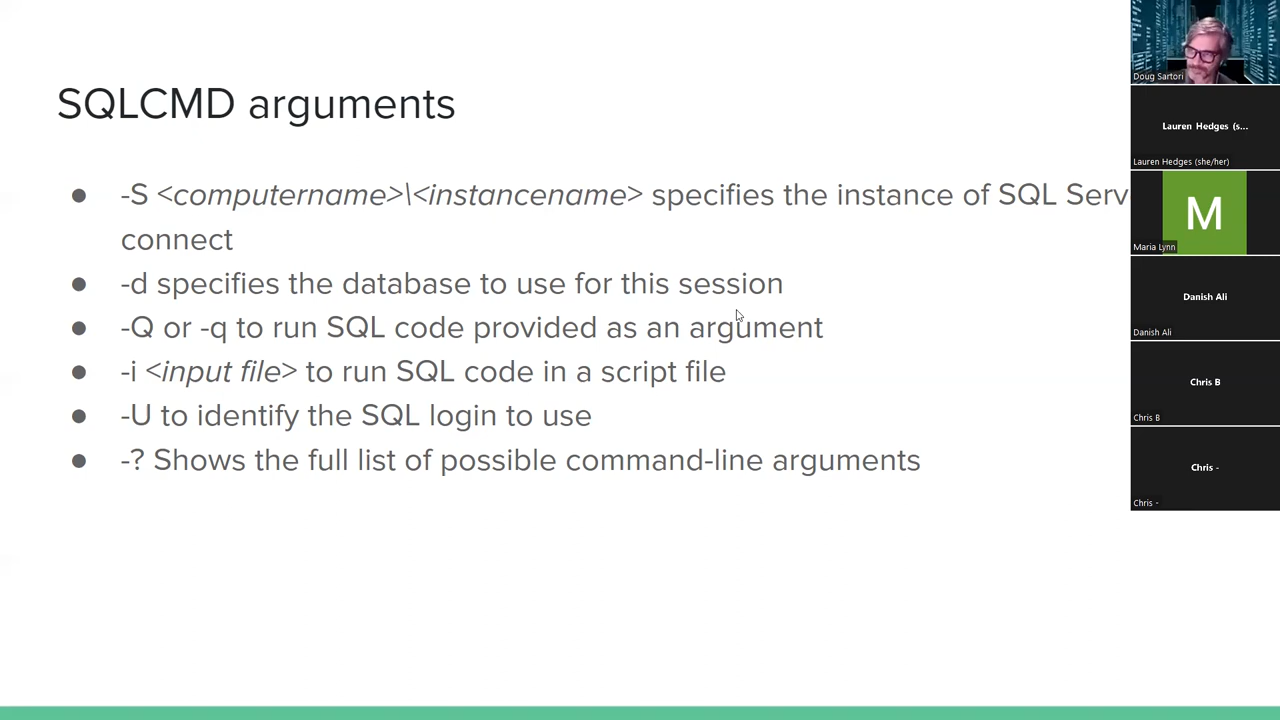 SQLCMD arguments
● -S <computername>\<instancename> specifies the instance of SQL Serv
connect
● -d specifies the database to use for this session
● -Q or -q to run SQL code provided as an argument
● -i <input file> to run SQL code in a script file
● -U to identify the SQL login to use
● -? Shows the full list of possible command-line arguments
Doug Sartori
Lauren Hedges (s...
Lauren Hedges (she/her)
M
Maria Lynn
Danish Ali
Danish Ali
Chris B
Chris B
Chris -
Chris -